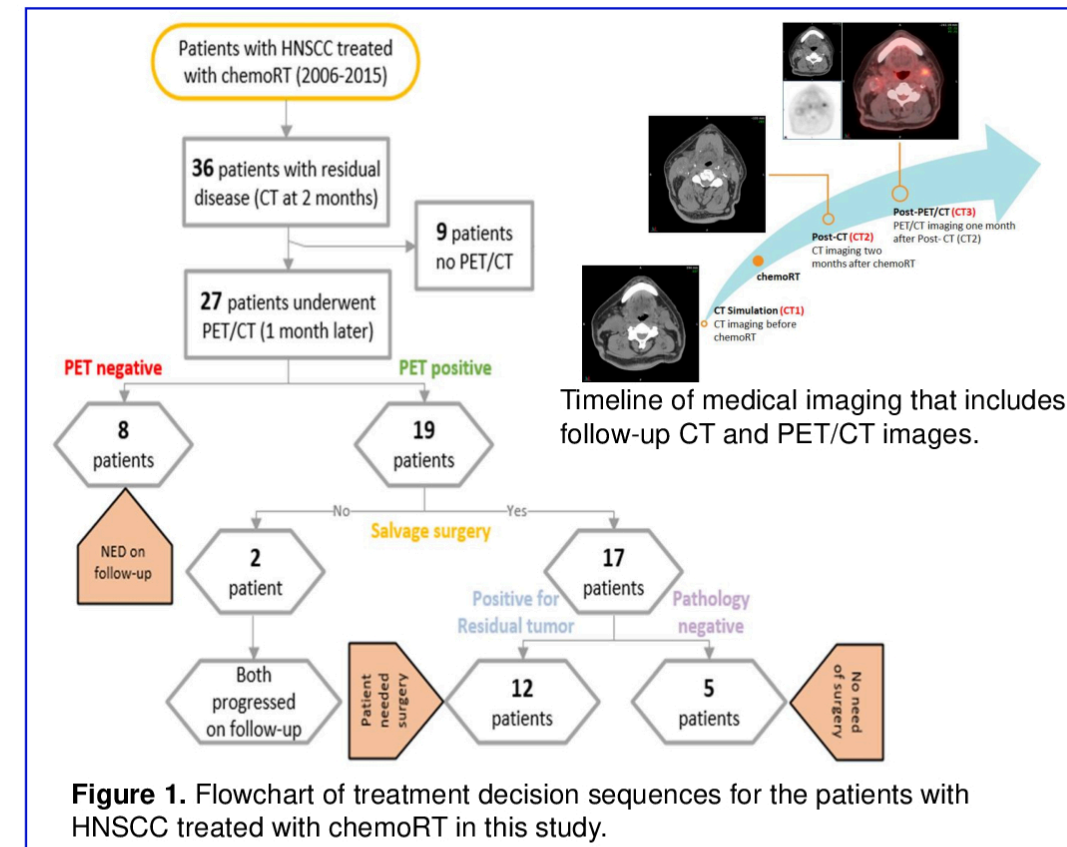 Patients with HNSCC treated
with chemoRT (2006-2015)
36 patients with residual
disease (CT at 2 months)
9 patients
no PET/CT
27 patients underwent
PET/CT (1 month later)
PET negative
PET positive
8
patients
19
patients
NED on
follow-up
No
Salvage surgery
Yes
2
patient
17
patients
Positive for
Residual tumor
Pathology
negative
Both
progressed
on follow-up
Patient
needed
surgery
12
patients
5
patients
No need
of surgery
Post-PET/CT (CT3)
PET/CT imaging one month
after Post- CT (CT2)
Post-CT (CT2)
CT imaging two
months after chemoRT
chemoRT
CT Simulation (CT1)
CT imaging before
chemoRT
Timeline of medical imaging that includes
follow-up CT and PET/CT images.
Figure 1. Flowchart of treatment decision sequences for the patients with
HNSCC treated with chemoRT in this study.